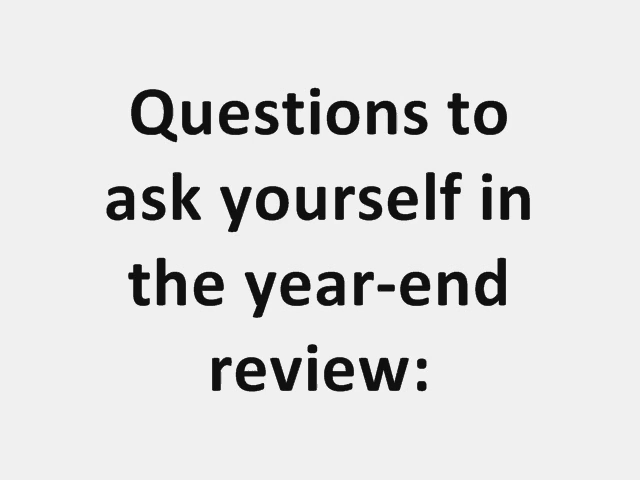 Questions to
ask yourself in
the year-end
review: